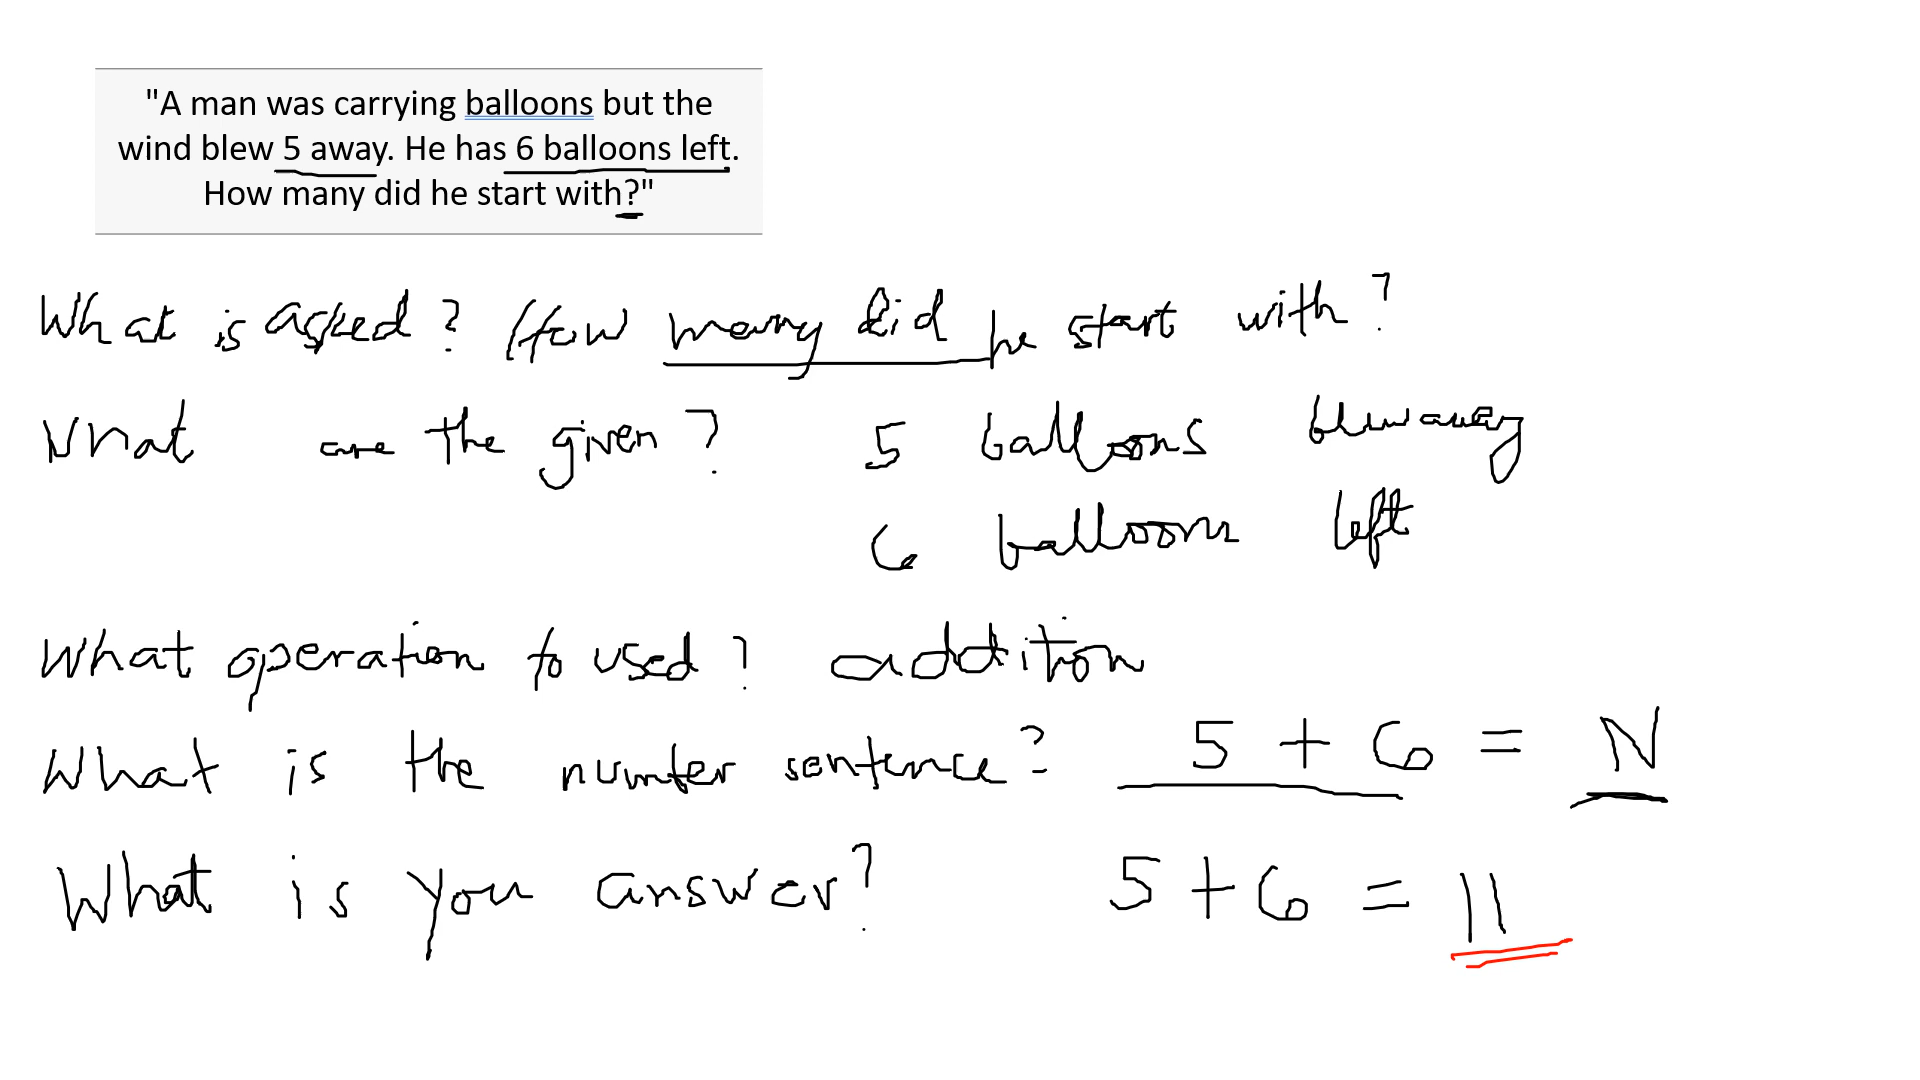 "A man was carrying balloons but the
wind blew 5 away. He has 6 balloons left.
How many did he start with?"
What is asked? How many did he start with?
What are the given? 5 balloons blew away
6 balloons left
What operation to used? addition
What is the number sentence? 5 + 6 = N
What is you answer? 5 + 6 = 11